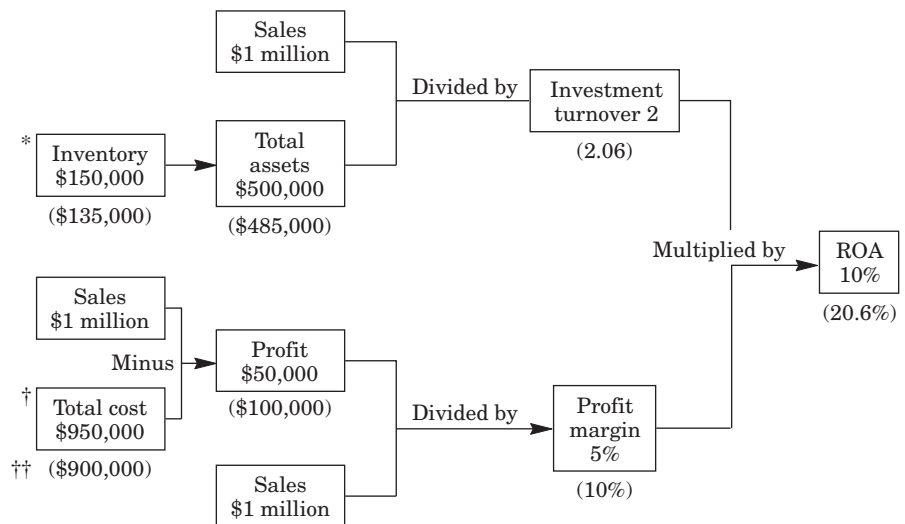 Sales
$1 million
Divided by
Investment
turnover 2
(2.06)
*
Inventory
$150,000
($135,000)
Total
assets
$500,000
($485,000)
Multiplied by
ROA
10%
(20.6%)
Sales
$1 million
Minus
Profit
$50,000
($100,000)
†
Total cost
$950,000
†† ($900,000)
Divided by
Profit
margin
5%
(10%)
Sales
$1 million